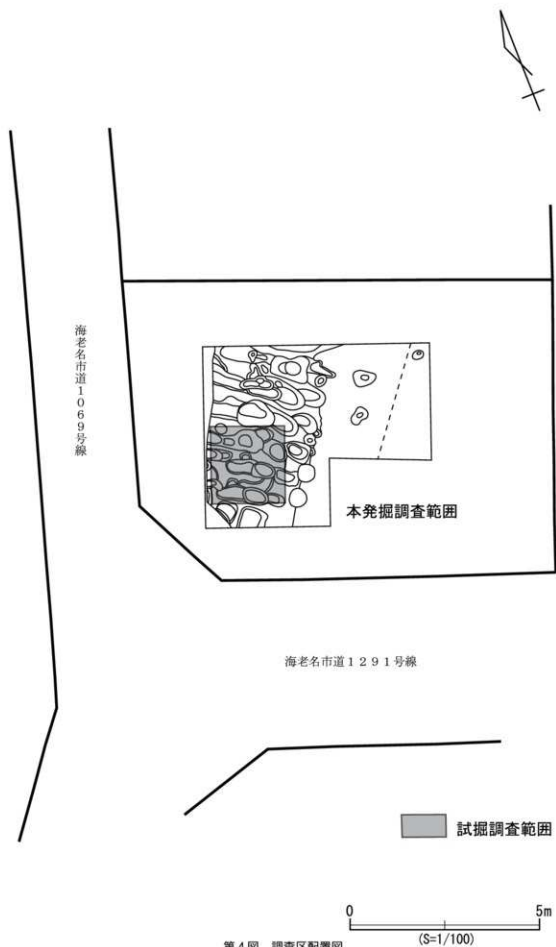 海老名市道1069号線
本発掘調査範囲
海老名市道1291号線
試掘調査範囲
0 5m
(S=1/100)
第4図 調査区配置図